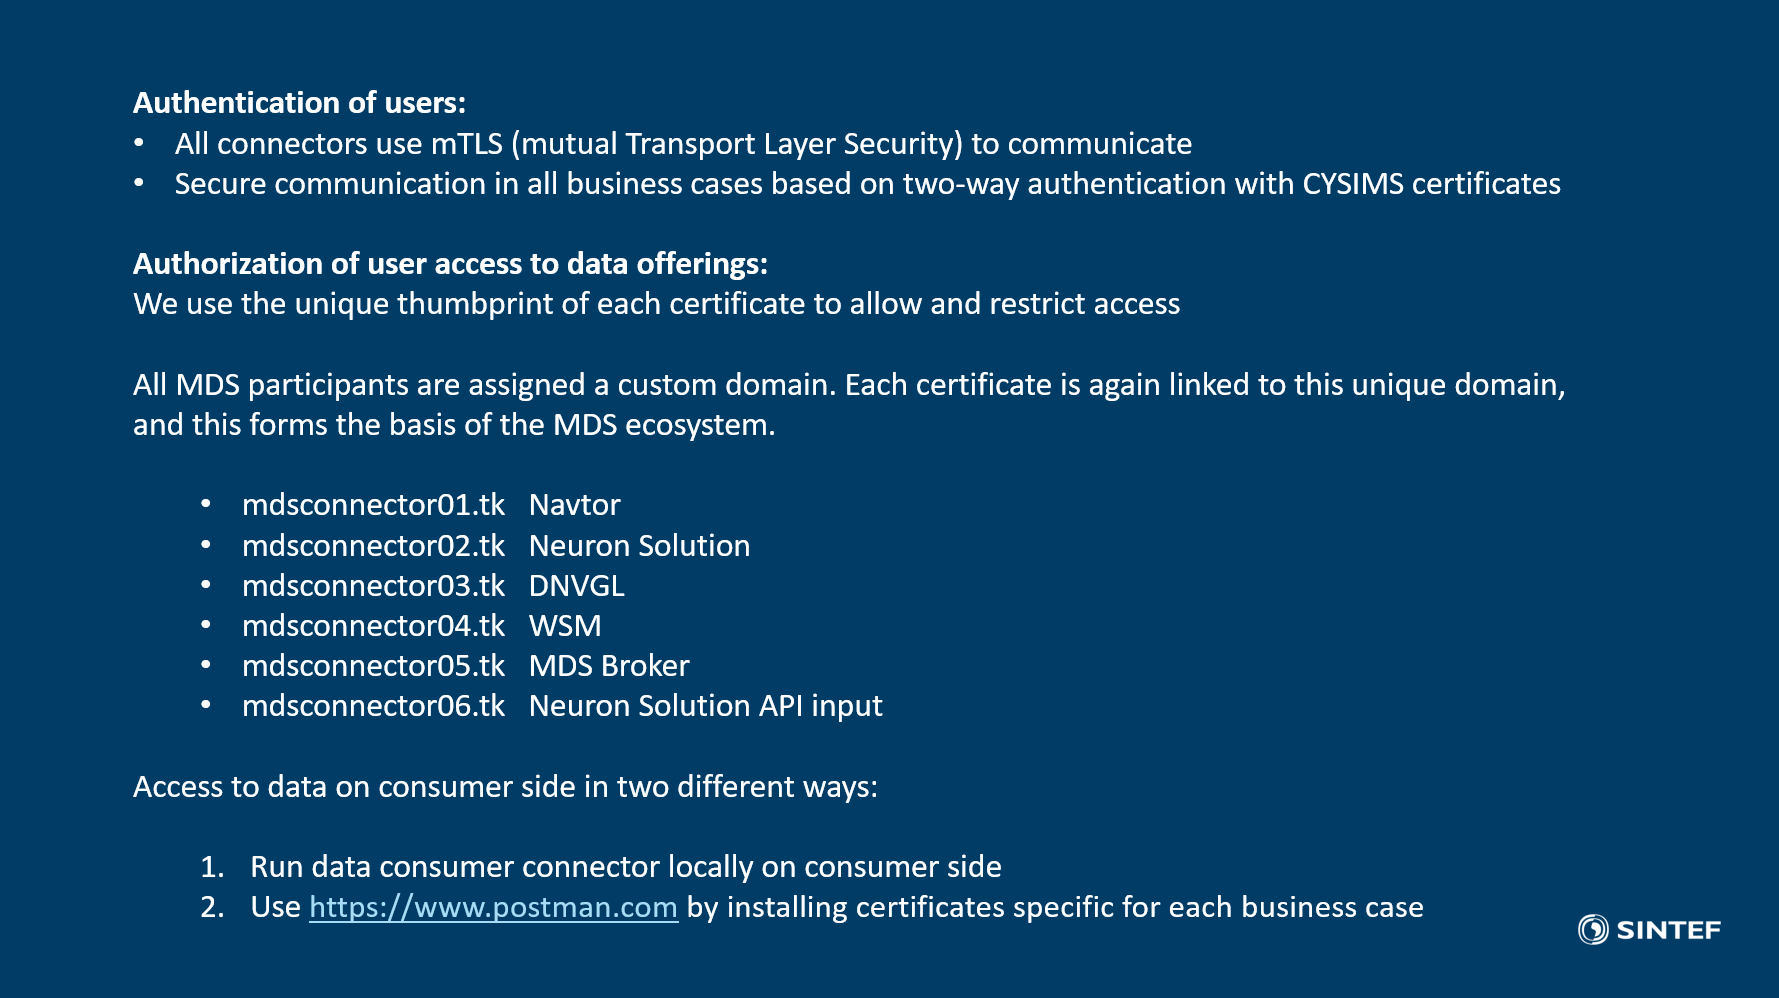 Authentication of users:
• All connectors use mTLS (mutual Transport Layer Security) to communicate
• Secure communication in all business cases based on two-way authentication with CYSIMS certificates
Authorization of user access to data offerings:
We use the unique thumbprint of each certificate to allow and restrict access
All MDS participants are assigned a custom domain. Each certificate is again linked to this unique domain,
and this forms the basis of the MDS ecosystem.
• mdsconnector01.tk Navtor
• mdsconnector02.tk Neuron Solution
• mdsconnector03.tk DNVGL
• mdsconnector04.tk WSM
• mdsconnector05.tk MDS Broker
• mdsconnector06.tk Neuron Solution API input
Access to data on consumer side in two different ways:
1. Run data consumer connector locally on consumer side
2. Use https://www.postman.com by installing certificates specific for each business case
SINTEF